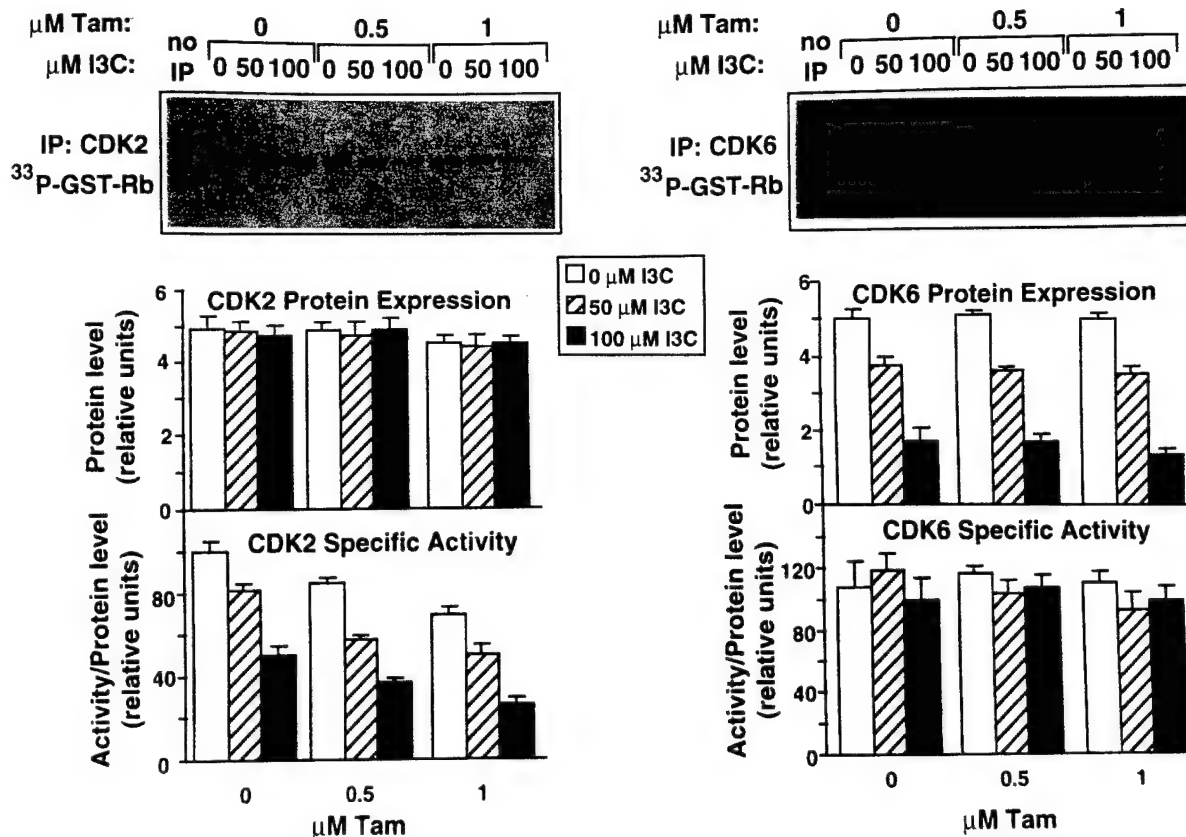 μM Tam: 0 0.5 1
no
μM I3C: IP 0 50 100 0 50 100 0 50 100
IP: CDK2
33P-GST-Rb
μM Tam: 0 0.5 1
no
μM I3C: IP 0 50 100 0 50 100 0 50 100
IP: CDK6
33P-GST-Rb
0 μM I3C
50 μM I3C
100 μM I3C
CDK2 Protein Expression
Protein level
(relative units)
6
4
2
0
CDK2 Specific Activity
Activity/Protein level
(relative units)
80
40
0
0 0.5 1
μM Tam
CDK6 Protein Expression
Protein level
(relative units)
6
4
2
0
CDK6 Specific Activity
Activity/Protein level
(relative units)
120
80
40
0
0 0.5 1
μM Tam